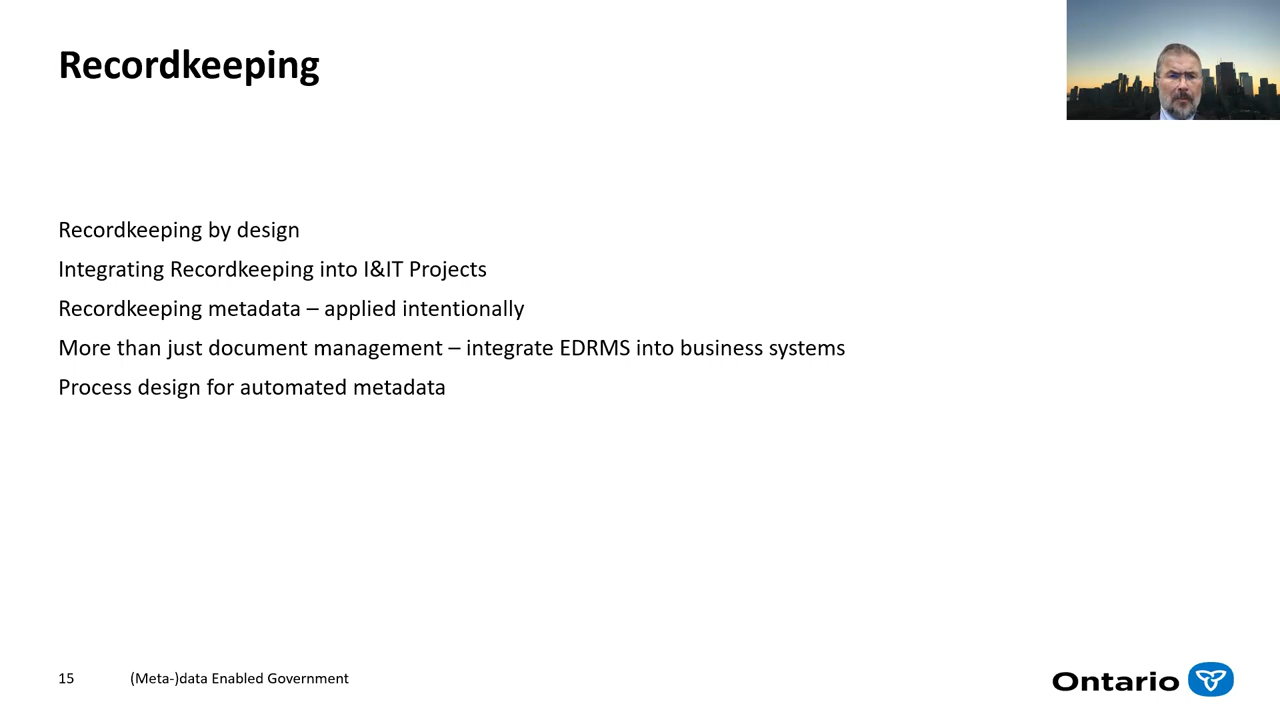 Recordkeeping
Recordkeeping by design
Integrating Recordkeeping into I&IT Projects
Recordkeeping metadata – applied intentionally
More than just document management – integrate EDRMS into business systems
Process design for automated metadata
15
(Meta-)data Enabled Government
Ontario